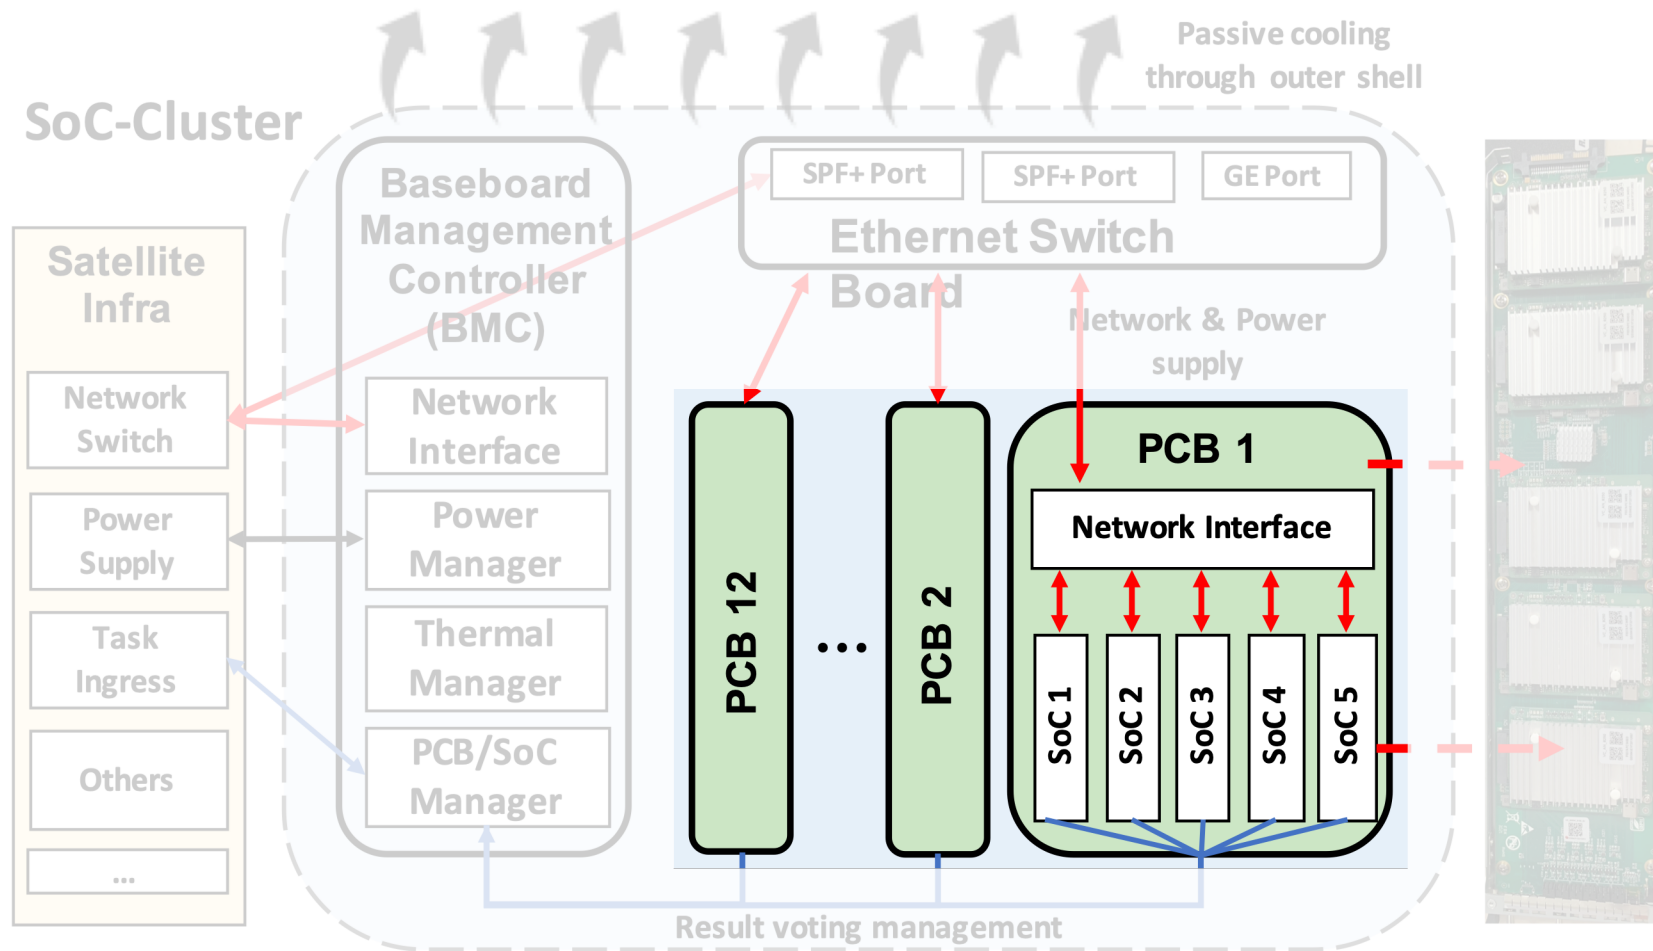 Passive cooling
through outer shell
SoC-Cluster
SPF+ Port
SPF+ Port
GE Port
Ethernet Switch
Board
Baseboard
Management
Controller
(BMC)
Satellite
Infra
Network & Power
supply
Network
Switch
Network
Interface
Power
Supply
Power
Manager
Task
Ingress
Thermal
Manager
Others
PCB/SoC
Manager
...
PCB 12
...
PCB 2
PCB 1
Network Interface
SoC 1
SoC 2
SoC 3
SoC 4
SoC 5
Result voting management